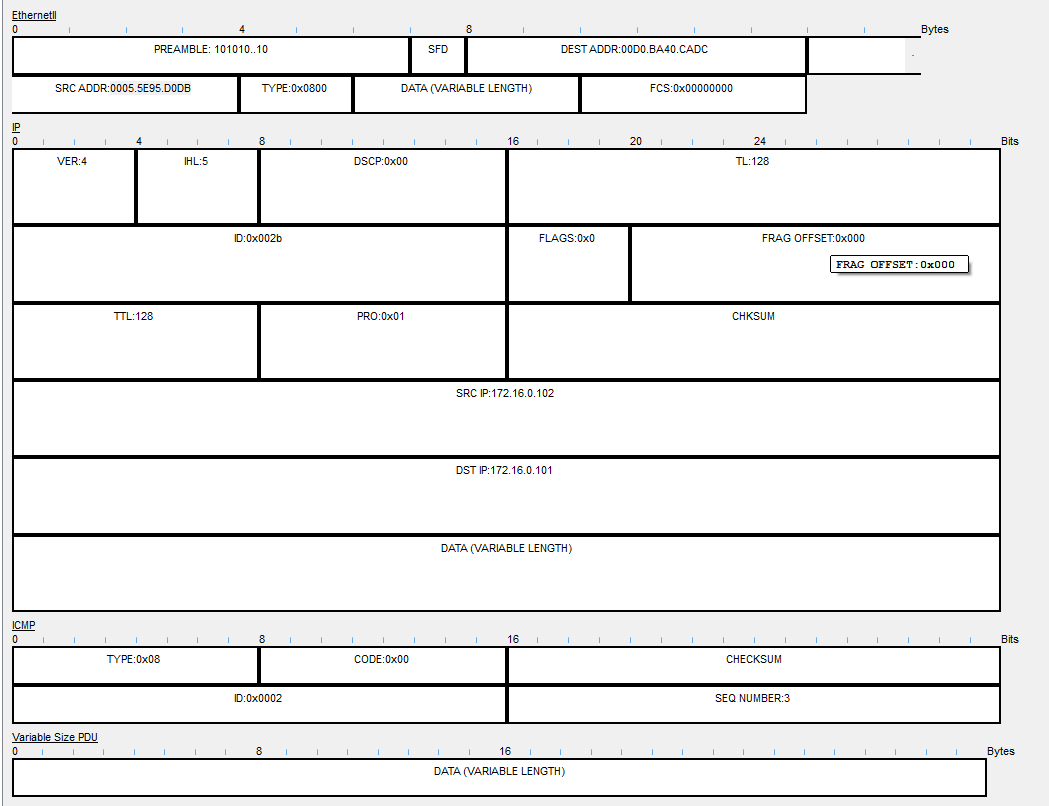 EthernetII
0 4 8 Bytes
PREAMBLE: 101010..10 SFD DEST ADDR:00D0.BA40.CADC
SRC ADDR:0005.5E95.D0DB TYPE:0x0800 DATA (VARIABLE LENGTH) FCS:0x00000000
IP
0 4 8 16 20 24 Bits
VER:4 IHL:5 DSCP:0x00 TL:128
ID:0x002b FLAGS:0x0 FRAG OFFSET:0x000
FRAG OFFSET:0x000
TTL:128 PRO:0x01 CHKSUM
SRC IP:172.16.0.102
DST IP:172.16.0.101
DATA (VARIABLE LENGTH)
ICMP
0 8 16 Bits
TYPE:0x08 CODE:0x00 CHECKSUM
ID:0x0002 SEQ NUMBER:3
Variable Size PDU
0 8 16 Bytes
DATA (VARIABLE LENGTH)